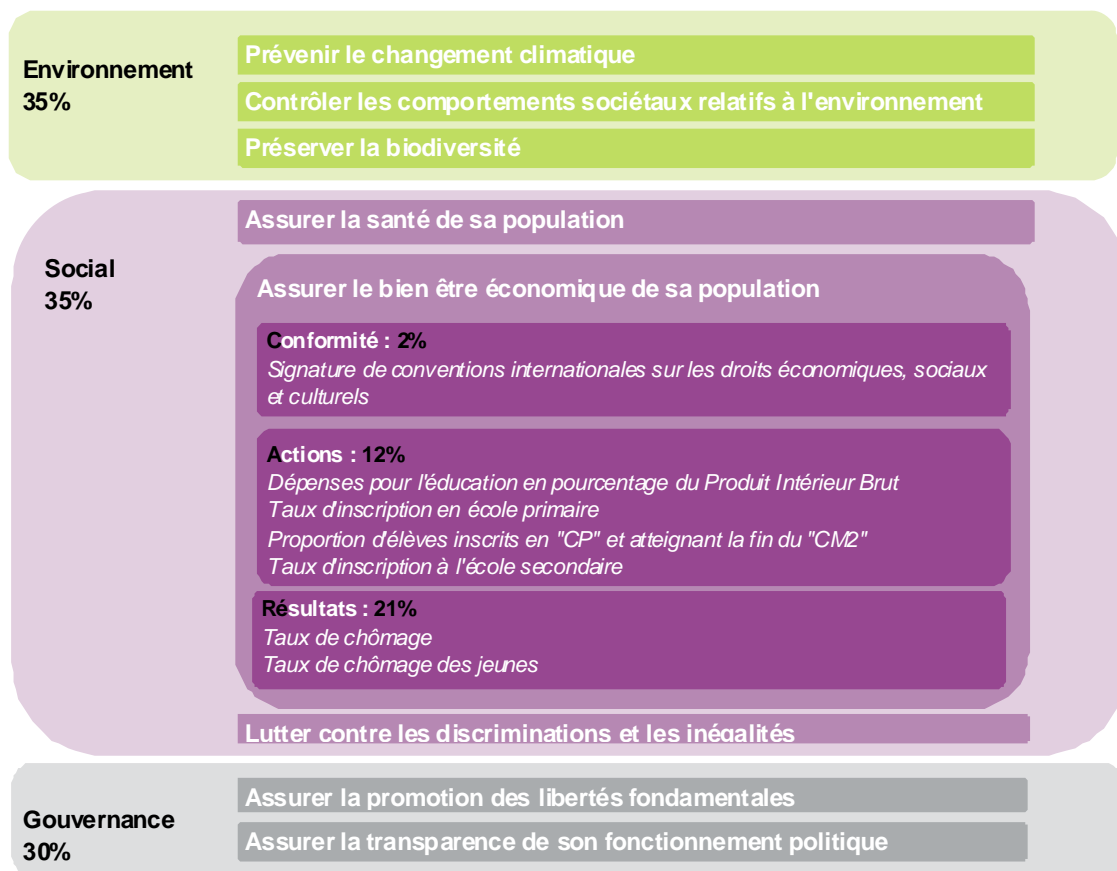 Environnement
35%
Prévenir le changement climatique
Contrôler les comportements sociétaux relatifs à l'environnement
Préserver la biodiversité
Social
35%
Assurer la santé de sa population
Assurer le bien être économique de sa population
Conformité : 2%
Signature de conventions internationales sur les droits économiques, sociaux
et culturels
Actions : 12%
Dépenses pour l'éducation en pourcentage du Produit Intérieur Brut
Taux d'inscription en école primaire
Proportion d'élèves inscrits en "CP" et atteignant la fin du "CM2"
Taux d'inscription à l'école secondaire
Résultats : 21%
Taux de chômage
Taux de chômage des jeunes
Lutter contre les discriminations et les inégalités
Gouvernance
30%
Assurer la promotion des libertés fondamentales
Assurer la transparence de son fonctionnement politique